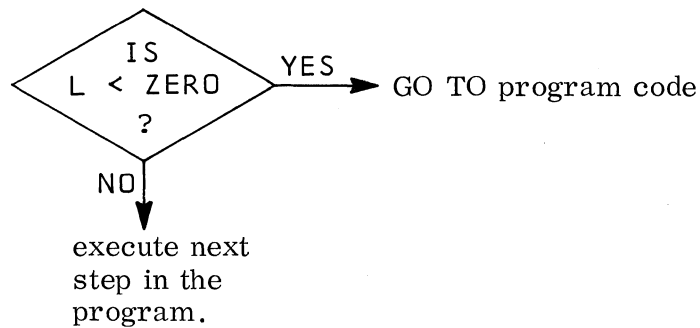 IS
L < ZERO
?
YES
GO TO program code
NO
execute next
step in the
program.